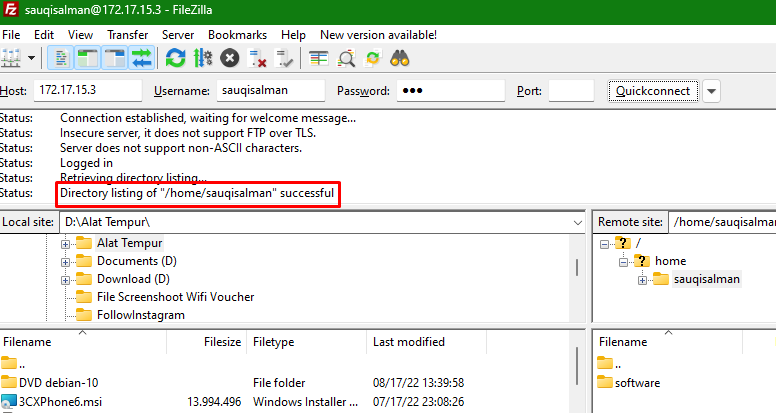 sauqisalman@172.17.15.3 - FileZilla
File Edit View Transfer Server Bookmarks Help New version available!
Host: 172.17.15.3 Username: sauqisalman Password: ●●● Port: Quickconnect
Status: Connection established, waiting for welcome message...
Status: Insecure server, it does not support FTP over TLS.
Status: Server does not support non-ASCII characters.
Status: Logged in
Status: Retrieving directory listing...
Status: Directory listing of "/home/sauqisalman" successful
Local site: D:\Alat Tempur\
Alat Tempur
Documents (D)
Download (D)
File Screenshoot Wifi Voucher
FollowInstagram
Remote site: /home/sauqisalman
/
home
sauqisalman
Filename Filesize Filetype Last modified
..
DVD debian-10 File folder 08/17/22 13:39:58
3CXPhone6.msi 13.994.496 Windows Installer ... 07/17/22 23:08:26
Filename
..
software